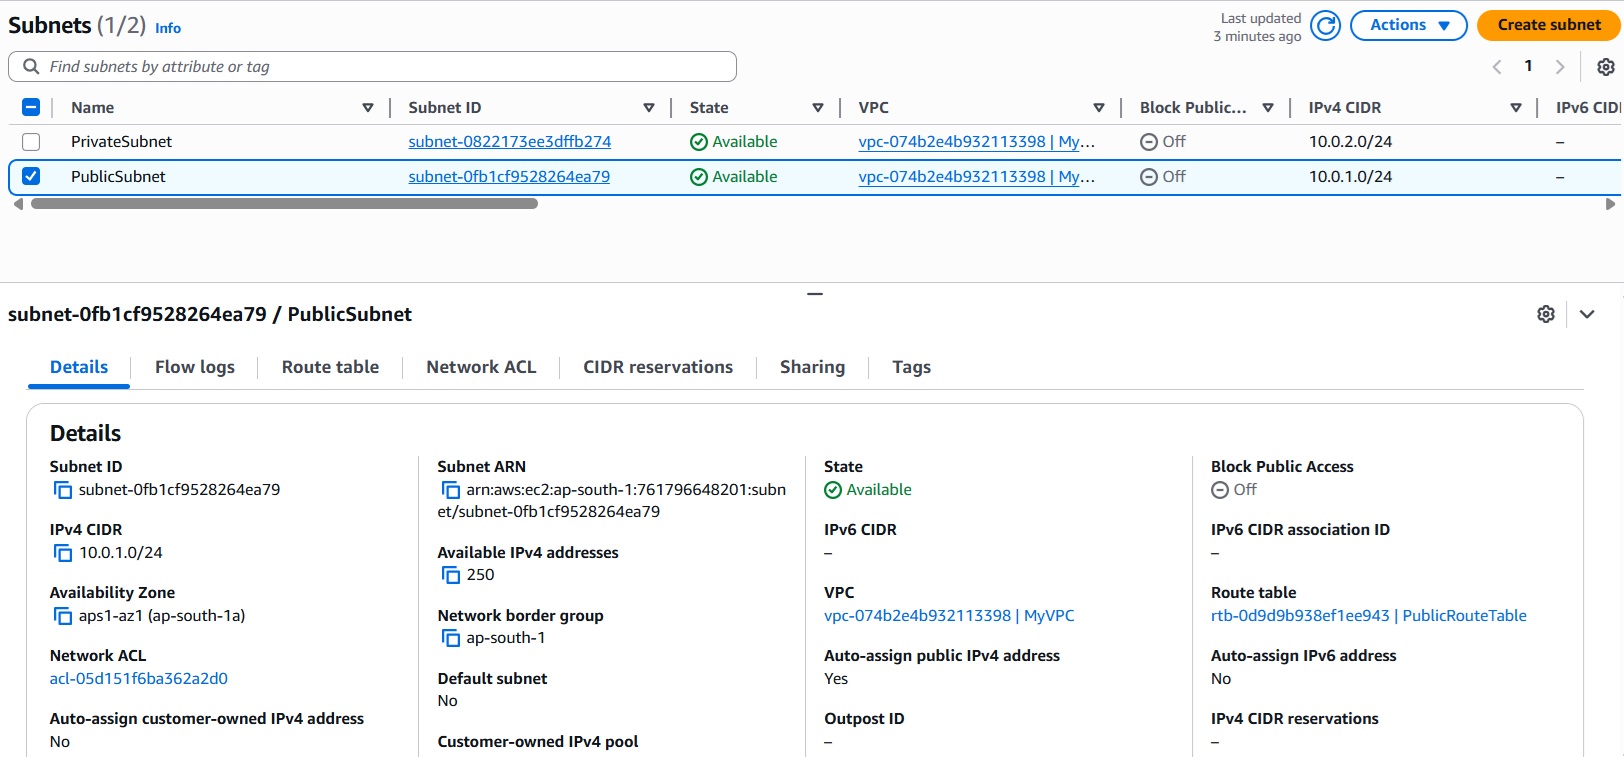 Subnets (1/2) Info
Last updated
3 minutes ago
Actions
Create subnet
Find subnets by attribute or tag
1
Name Subnet ID State VPC Block Public... IPv4 CIDR IPv6 CID
PrivateSubnet subnet-0822173ee3dffb274 Available vpc-074b2e4b932113398 | My... Off 10.0.2.0/24 –
PublicSubnet subnet-0fb1cf9528264ea79 Available vpc-074b2e4b932113398 | My... Off 10.0.1.0/24 –
subnet-0fb1cf9528264ea79 / PublicSubnet
Details Flow logs Route table Network ACL CIDR reservations Sharing Tags
Details
Subnet ID
subnet-0fb1cf9528264ea79
IPv4 CIDR
10.0.1.0/24
Availability Zone
aps1-az1 (ap-south-1a)
Network ACL
acl-05d151f6ba362a2d0
Auto-assign customer-owned IPv4 address
No
Subnet ARN
arn:aws:ec2:ap-south-1:761796648201:subn
et/subnet-0fb1cf9528264ea79
Available IPv4 addresses
250
Network border group
ap-south-1
Default subnet
No
Customer-owned IPv4 pool
State
Available
IPv6 CIDR
–
VPC
vpc-074b2e4b932113398 | MyVPC
Auto-assign public IPv4 address
Yes
Outpost ID
–
Block Public Access
Off
IPv6 CIDR association ID
–
Route table
rtb-0d9d9b938ef1ee943 | PublicRouteTable
Auto-assign IPv6 address
No
IPv4 CIDR reservations
–